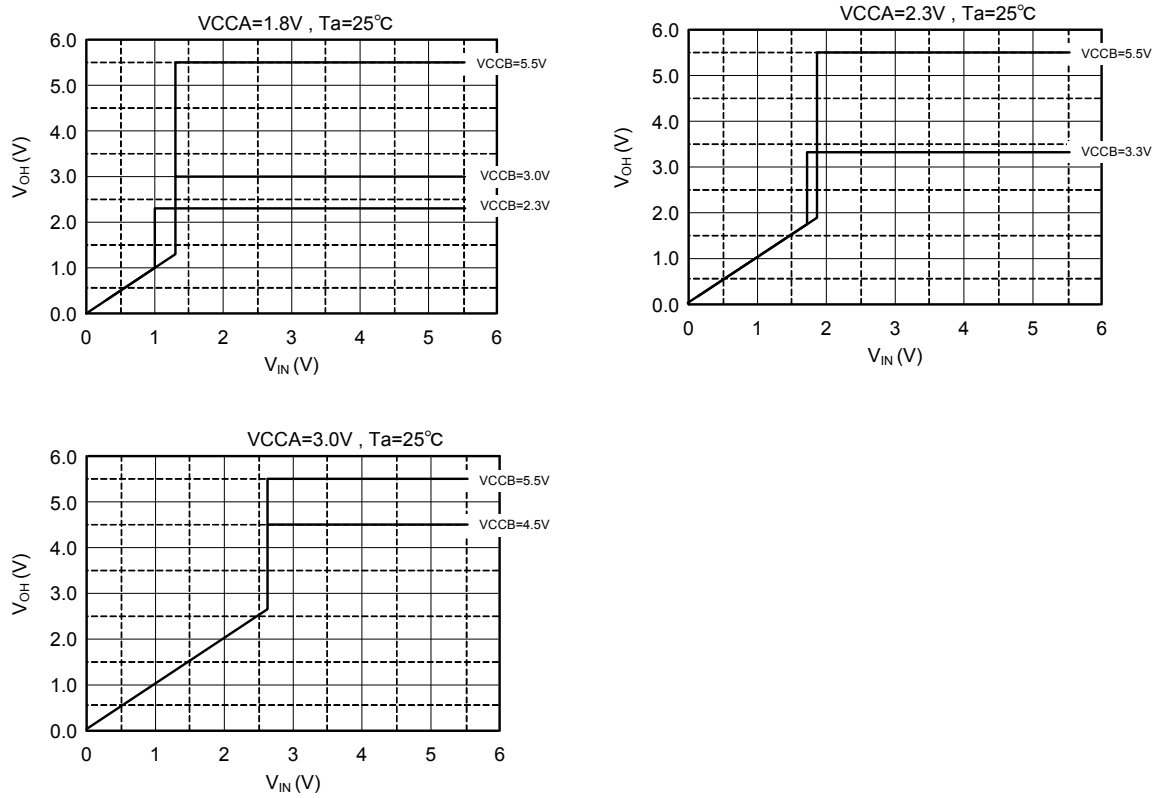 VCCA=1.8V , Ta=25℃
6.0
5.0
4.0
3.0
2.0
1.0
0.0
VOH (V)
VCCB=5.5V
VCCB=3.0V
VCCB=2.3V
0 1 2 3 4 5 6
VIN (V)
VCCA=2.3V , Ta=25℃
6.0
5.0
4.0
3.0
2.0
1.0
0.0
VOH (V)
VCCB=5.5V
VCCB=3.3V
0 1 2 3 4 5 6
VIN (V)
VCCA=3.0V , Ta=25℃
6.0
5.0
4.0
3.0
2.0
1.0
0.0
VOH (V)
VCCB=5.5V
VCCB=4.5V
0 1 2 3 4 5 6
VIN (V)